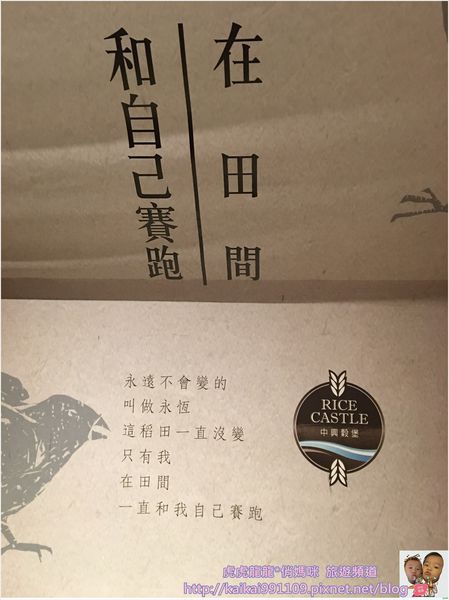 在田間
和自己賽跑
永遠不會變的
叫做永恆
這稻田一直沒變
只有我
在田間
一直和我自己賽跑
RICE
CASTLE
中興穀堡
虎虎龍龍*俏媽咪 旅遊頻道
http://kaikai991109.pixnet.net/blog